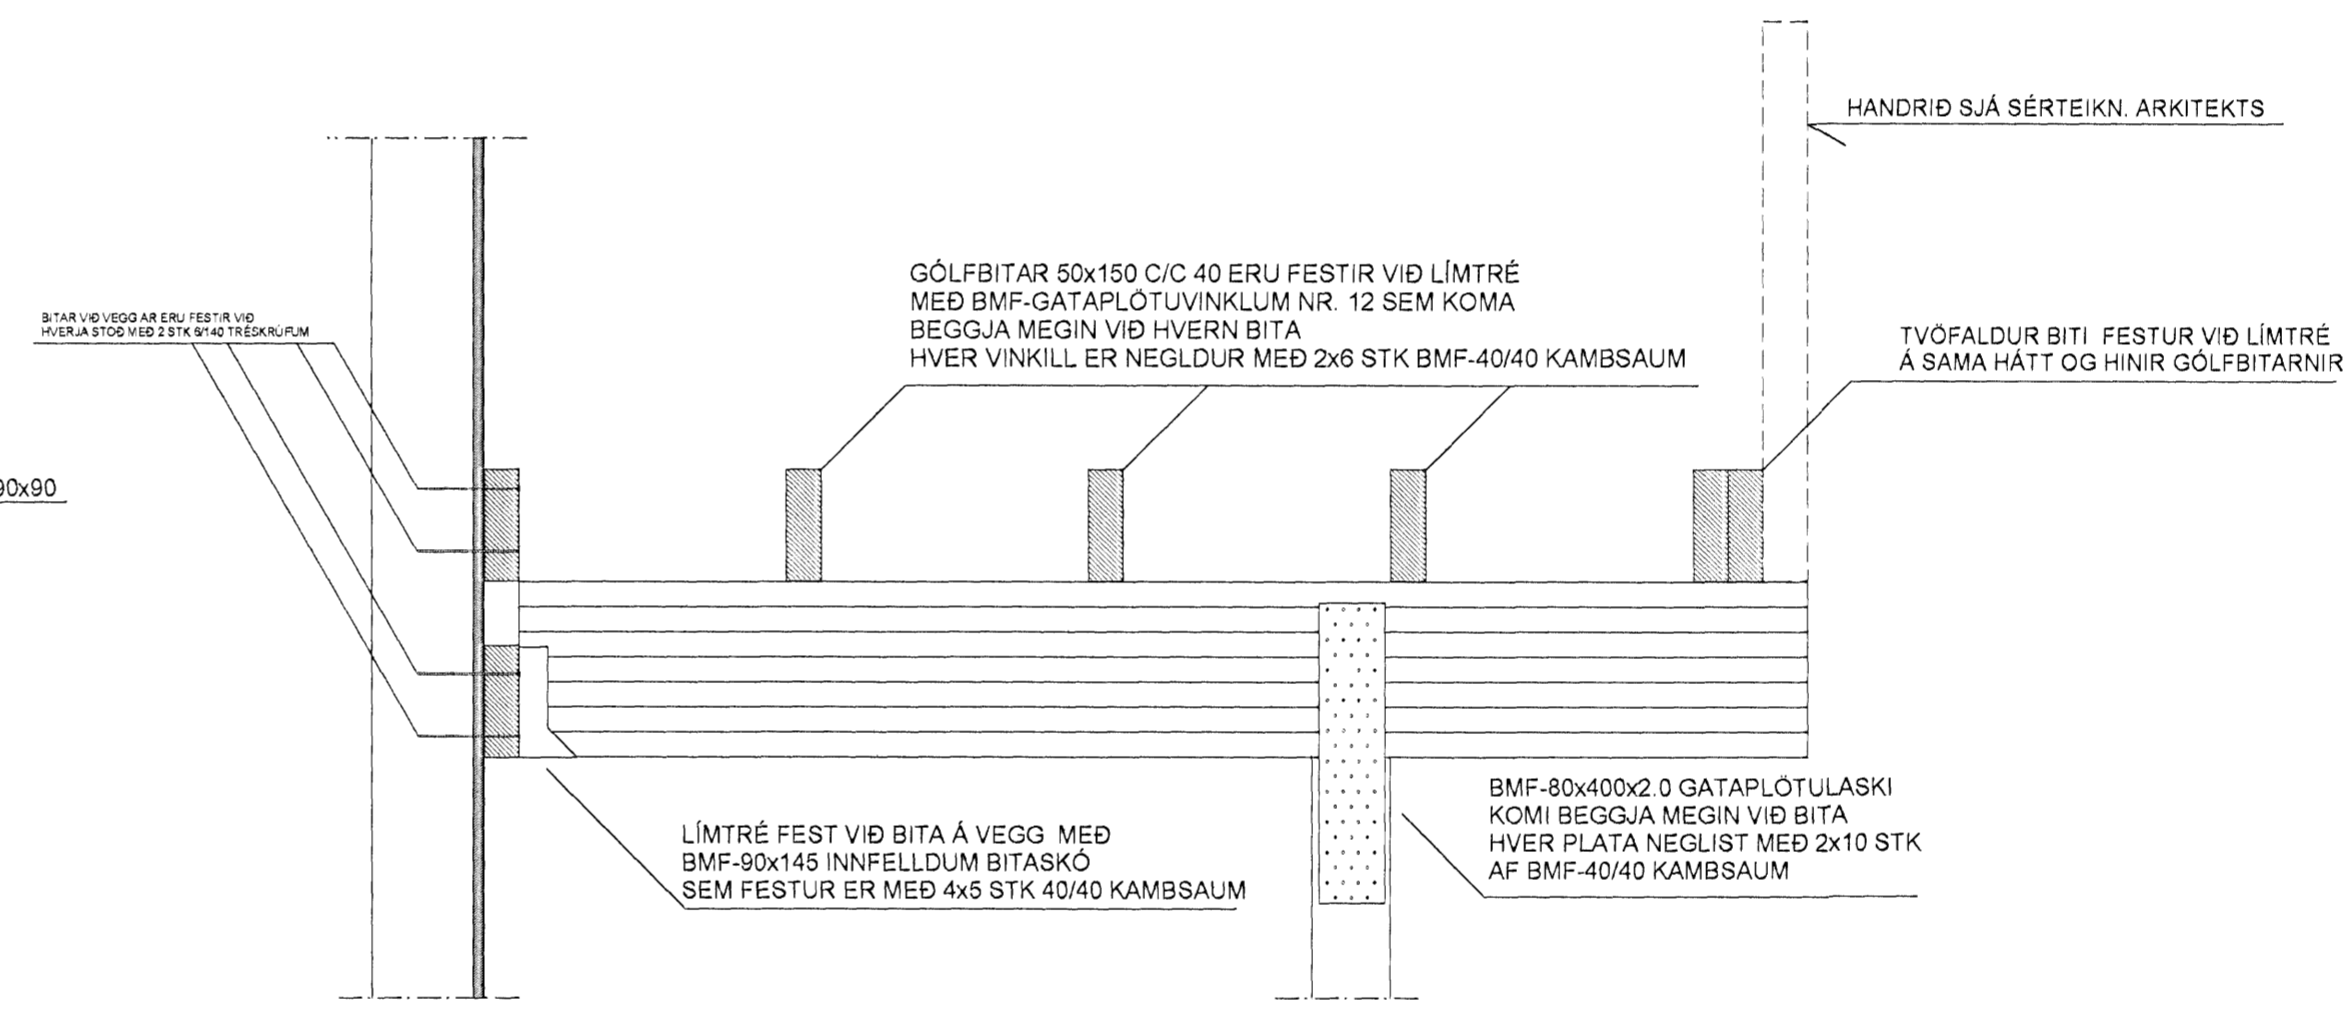 HANDRIÐ SJÁ SÉRTEIKN. ARKITEKTS
GÓLFBITAR 50x150 C/C 40 ERU FESTIR VIÐ LÍMTRÉ
MEÐ BMF-GATAPLÖTUVINKLUM NR. 12 SEM KOMA
BEGGJA MEGIN VIÐ HVERN BITA
HVER VINKILL ER NEGLDUR MEÐ 2x6 STK BMF-40/40 KAMBSAUM
BITAR VIÐ VEGG AR ERU FESTIR VIÐ
HVERJA STOÐ MEÐ 2 STK 6/140 TRÉSKRÚFUM
TVÖFALDUR BITI FESTUR VIÐ LÍMTRÉ
Á SAMA HÁTT OG HINIR GÓLFBITARNIR
90x90
LÍMTRÉ FEST VIÐ BITA Á VEGG MEÐ
BMF-90x145 INNFELLDUM BITASKÓ
SEM FESTUR ER MEÐ 4x5 STK 40/40 KAMBSAUM
BMF-80x400x2.0 GATAPLÖTULASKI
KOMI BEGGJA MEGIN VIÐ BITA
HVER PLATA NEGLIST MEÐ 2x10 STK
AF BMF-40/40 KAMBSAUM